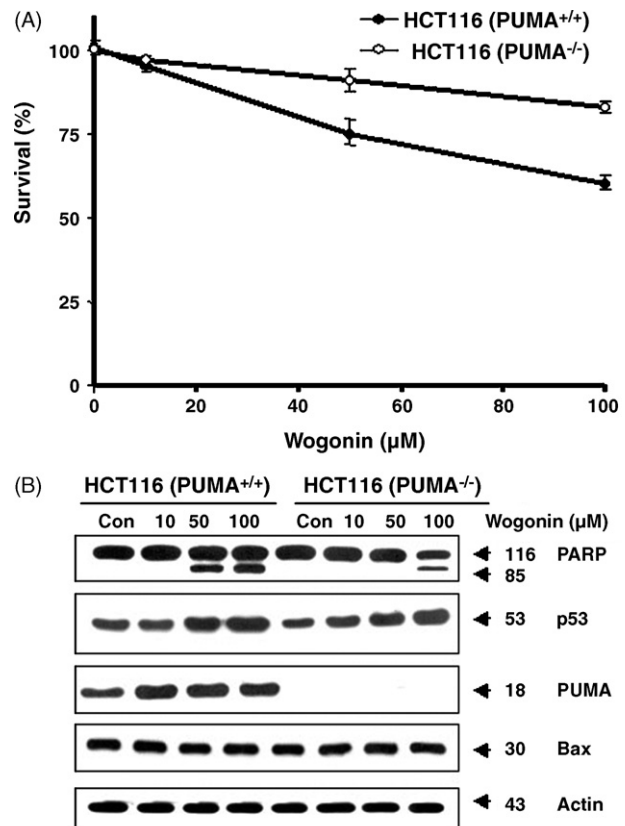 (A)
HCT116 (PUMA+/+)
HCT116 (PUMA-/-)
Survival (%)
100
75
50
25
0
0 20 40 60 80 100
Wogonin (µM)
(B)
HCT116 (PUMA+/+) HCT116 (PUMA-/-)
Con 10 50 100 Con 10 50 100 Wogonin (µM)
116 PARP
85
53 p53
18 PUMA
30 Bax
43 Actin